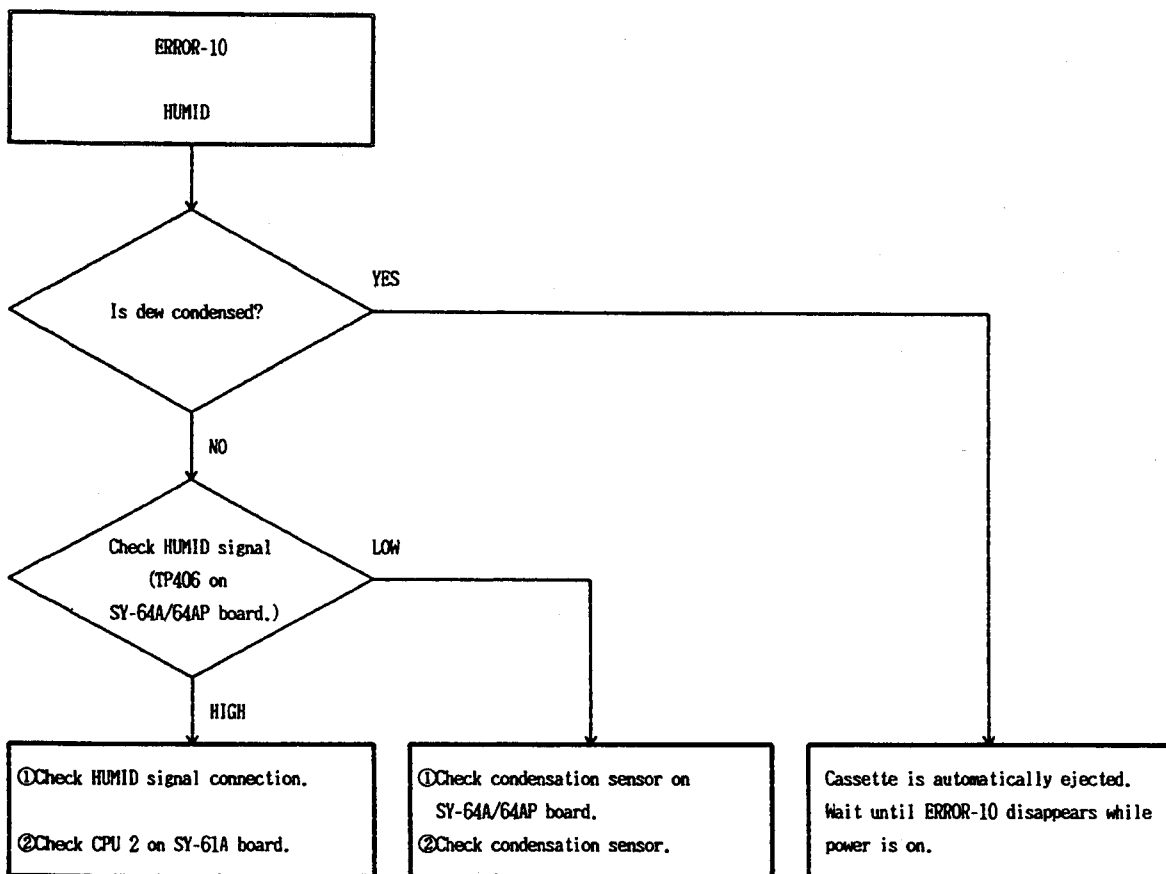 ERROR-10
HUMID
Is dew condensed?
YES
NO
Check HUMID signal
(TP406 on
SY-64A/64AP board.)
LOW
HIGH
①Check HUMID signal connection.
②Check CPU 2 on SY-61A board.
①Check condensation sensor on
SY-64A/64AP board.
②Check condensation sensor.
Cassette is automatically ejected.
Wait until ERROR-10 disappears while
power is on.